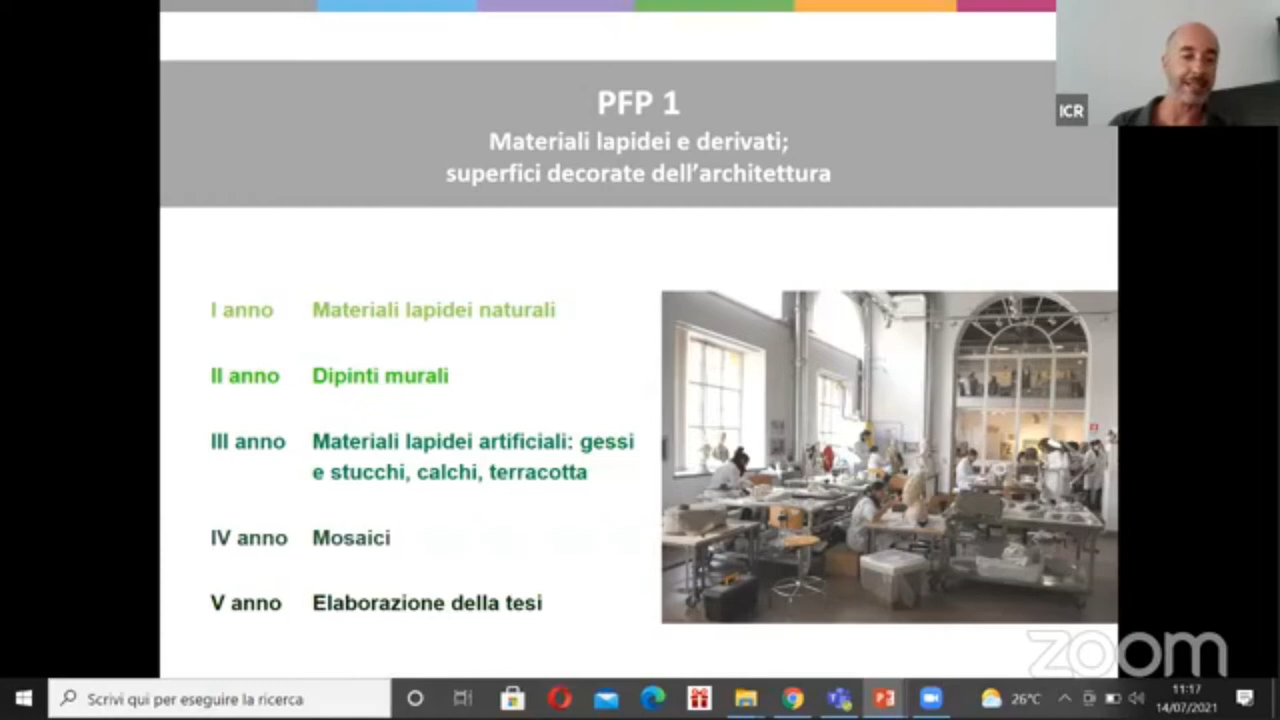 PFP 1
Materiali lapidei e derivati;
superfici decorate dell'architettura
ICR
I anno Materiali lapidei naturali
II anno Dipinti murali
III anno Materiali lapidei artificiali: gessi
e stucchi, calchi, terracotta
IV anno Mosaici
V anno Elaborazione della tesi
zoom
Scrivi qui per eseguire la ricerca
26°C
11:17
14/07/2021